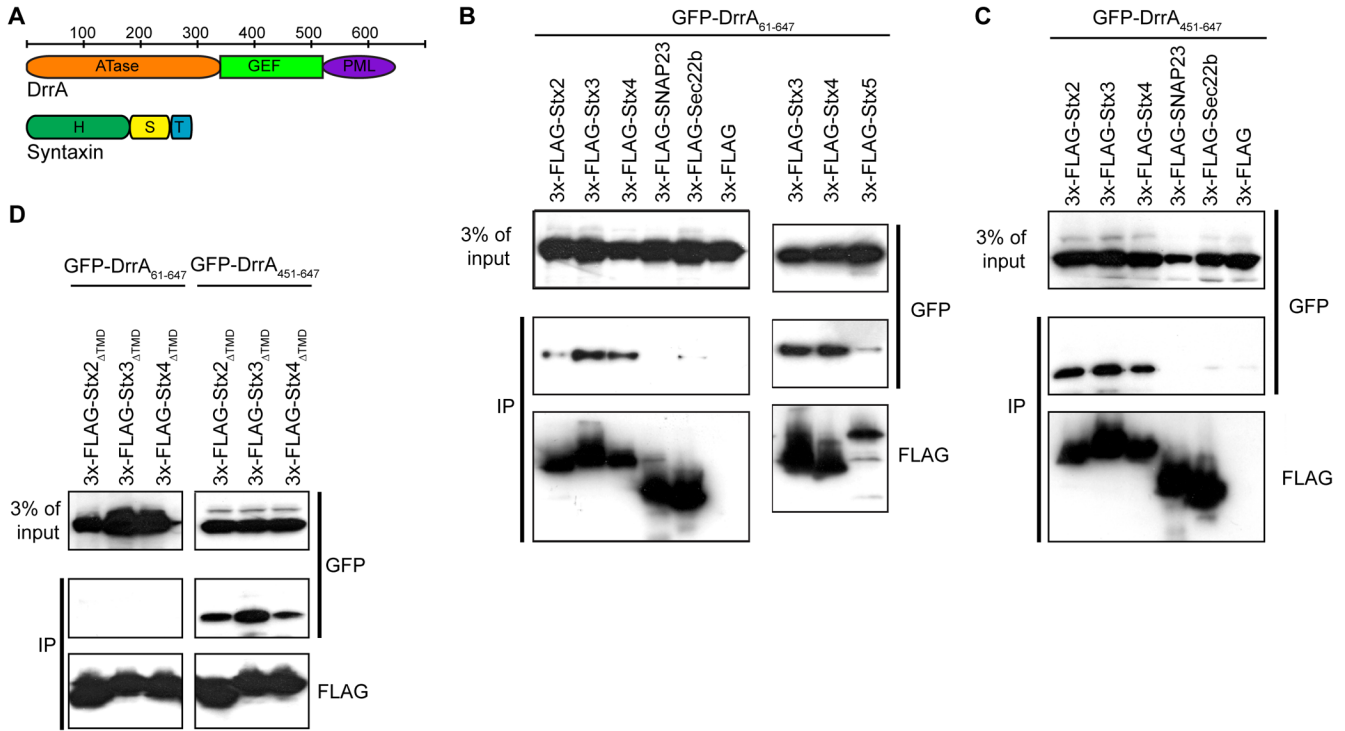 A
100 200 300 400 500 600
ATase GEF PML
DrrA
H S T
Syntaxin
B
GFP-DrrA61-647
3x-FLAG-Stx2
3x-FLAG-Stx3
3x-FLAG-Stx4
3x-FLAG-SNAP23
3x-FLAG-Sec22b
3x-FLAG
3x-FLAG-Stx3
3x-FLAG-Stx4
3x-FLAG-Stx5
3% of
input
GFP
IP
FLAG
C
GFP-DrrA451-647
3x-FLAG-Stx2
3x-FLAG-Stx3
3x-FLAG-Stx4
3x-FLAG-SNAP23
3x-FLAG-Sec22b
3x-FLAG
3% of
input
GFP
IP
FLAG
D
GFP-DrrA61-647 GFP-DrrA451-647
3x-FLAG-Stx2ΔTMD
3x-FLAG-Stx3ΔTMD
3x-FLAG-Stx4ΔTMD
3x-FLAG-Stx2ΔTMD
3x-FLAG-Stx3ΔTMD
3x-FLAG-Stx4ΔTMD
3% of
input
GFP
IP
FLAG